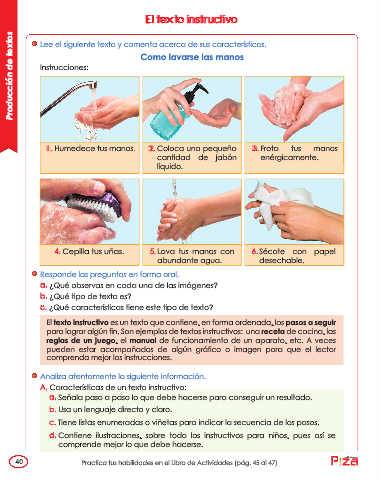 El texto instructivo
Producción de textos
Lee el siguiente texto y comenta acerca de sus características.
Como lavarse las manos
Instrucciones:
1. Humedece tus manos.
2. Coloca una pequeña
cantidad de jabón
líquido.
3. Frota tus manos
enérgicamente.
4. Cepilla tus uñas.
5. Lava tus manos con
abundante agua.
6. Sécate con papel
desechable.
Responde las preguntas en forma oral.
a. ¿Qué observas en cada una de las imágenes?
b. ¿Qué tipo de texto es?
c. ¿Qué características tiene este tipo de texto?
El texto instructivo es un texto que contiene, en forma ordenada, los pasos a seguir
para lograr algún fin. Son ejemplos de textos instructivos: una receta de cocina, las
reglas de un juego, el manual de funcionamiento de un aparato, etc. A veces
pueden estar acompañados de algún gráfico o imagen para que el lector
comprenda mejor las instrucciones.
Analiza atentamente la siguiente información.
A. Características de un texto instructivo:
a. Señala paso a paso lo que debe hacerse para conseguir un resultado.
b. Usa un lenguaje directo y claro.
c. Tiene listas enumeradas o viñetas para indicar la secuencia de los pasos.
d. Contiene ilustraciones, sobre todo los instructivos para niños, pues así se
comprende mejor lo que debe hacerse.
40
Practica tus habilidades en el Libro de Actividades (pág. 45 al 47)